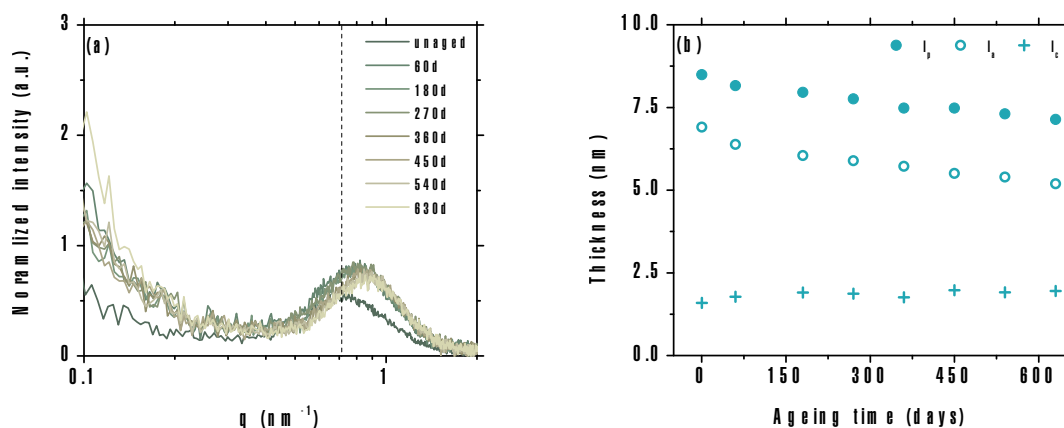 (a)
unaged
60d
180d
270d
360d
450d
540d
630d
Noramlized intensity (a.u.)
3
2
1
0
0.1
1
q (nm⁻¹)
(b)
lₚ
lₐ
l꜀
Thickness (nm)
10.0
7.5
5.0
2.5
0.0
0
150
300
450
600
Ageing time (days)